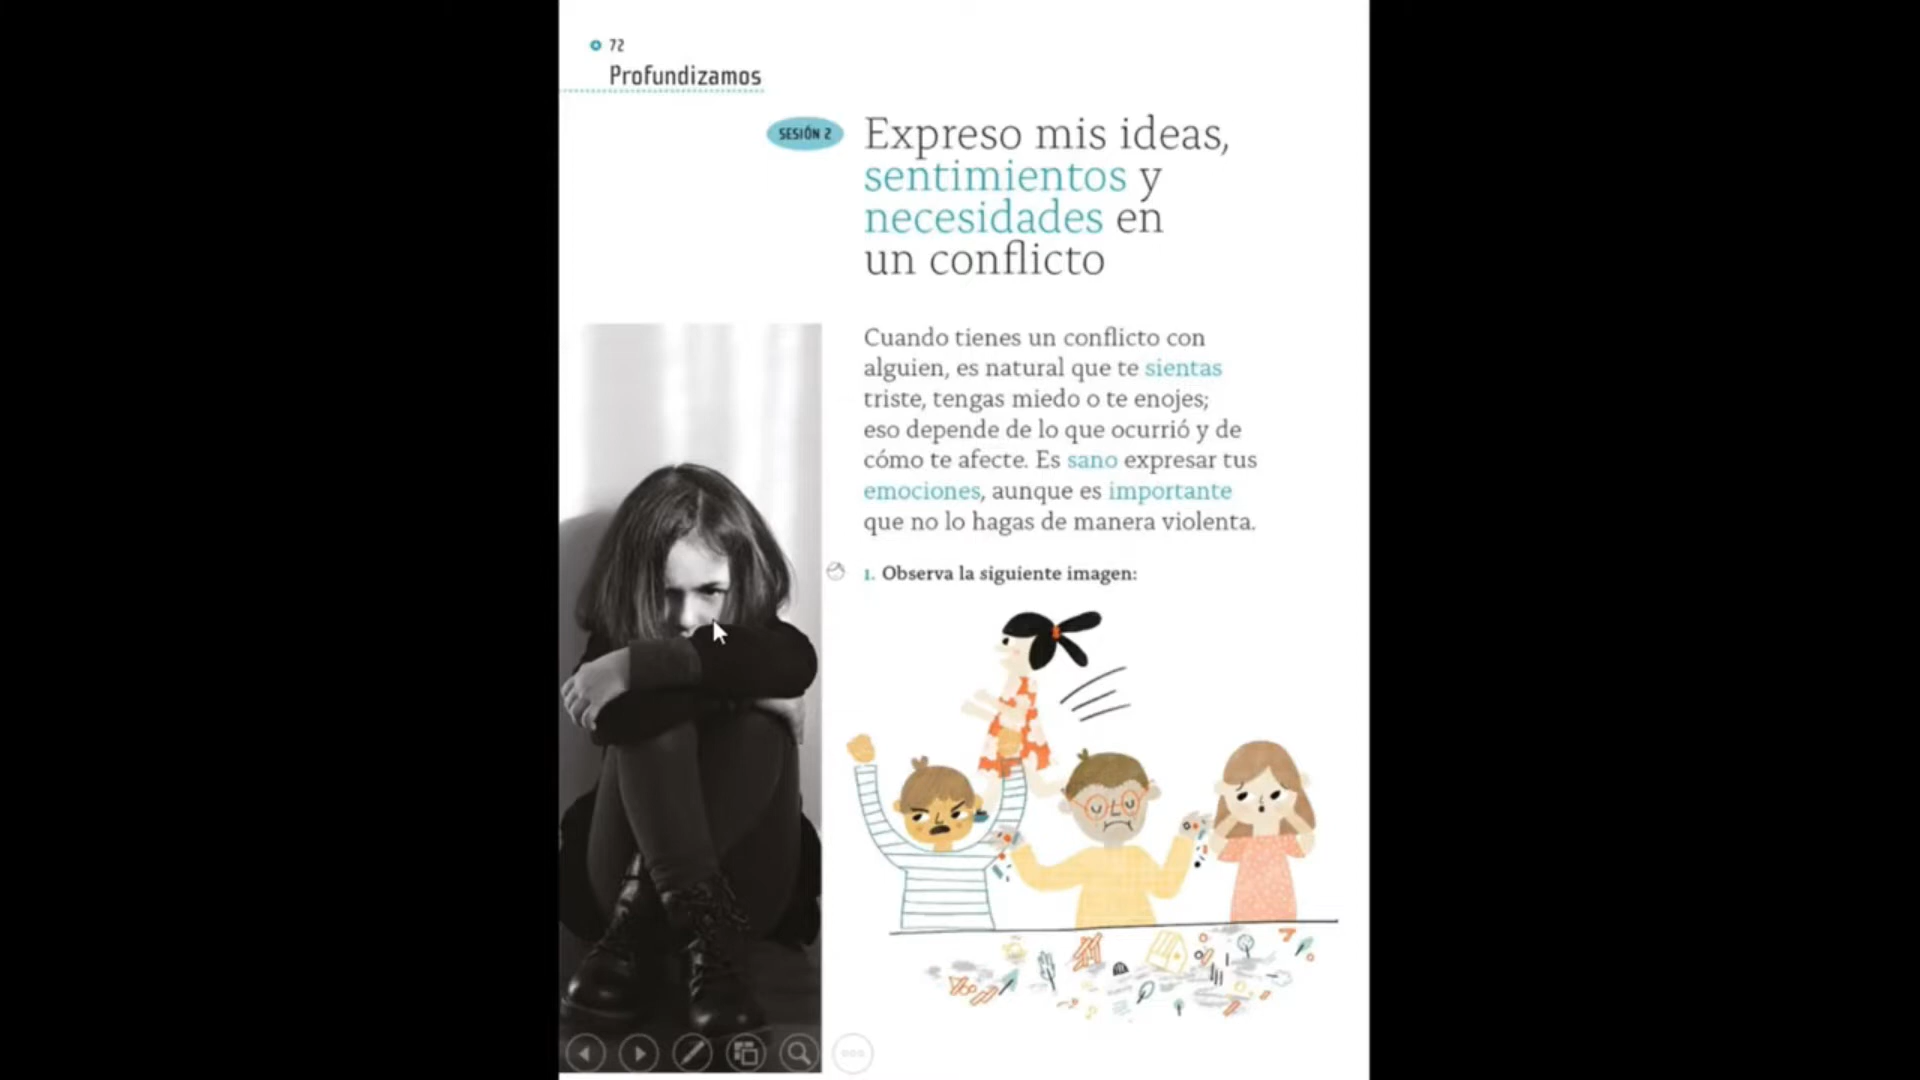 72
Profundizamos
SESIÓN 2
Expreso mis ideas,
sentimientos y
necesidades en
un conflicto
Cuando tienes un conflicto con
alguien, es natural que te sientas
triste, tengas miedo o te enojes;
eso depende de lo que ocurrió y de
cómo te afecte. Es sano expresar tus
emociones, aunque es importante
que no lo hagas de manera violenta.
1. Observa la siguiente imagen: